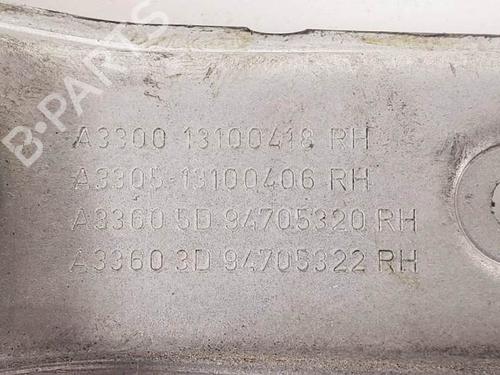 B-PARTS
A3300 13100418 RH
A3305-13100406 RH
A3360 5D 94705320 RH
A3360 3D 94705322 RH